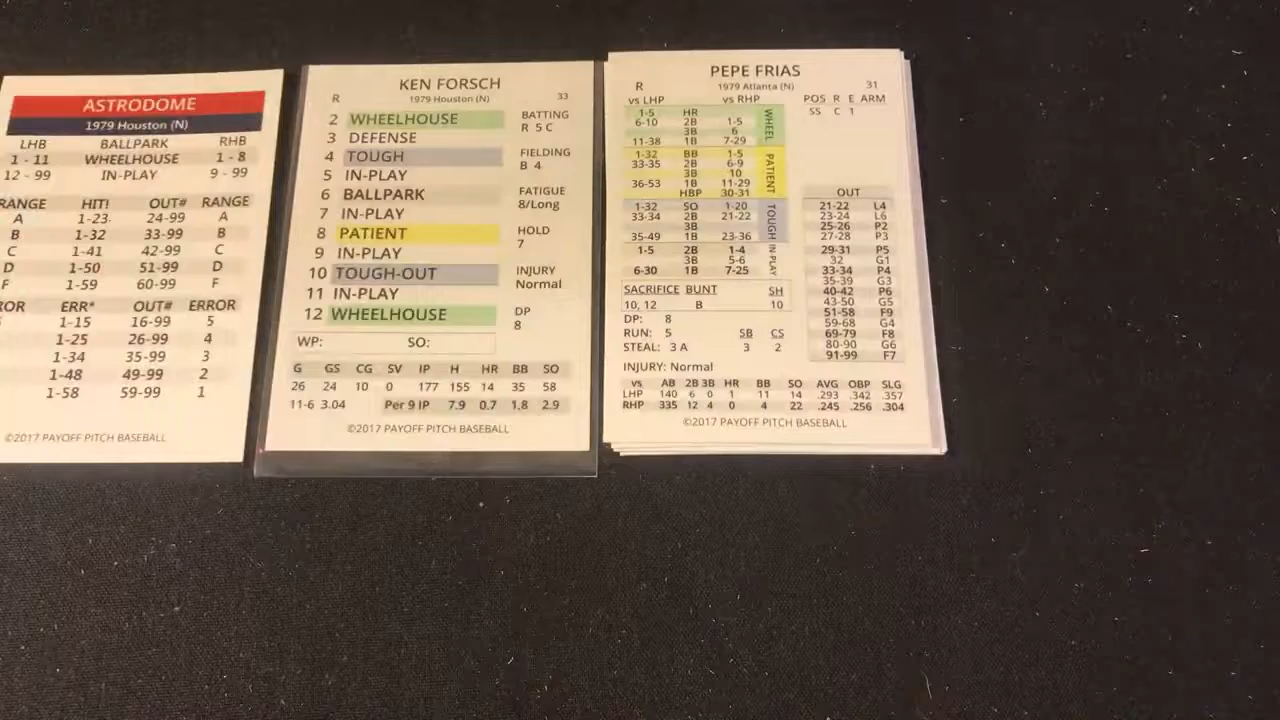 ASTRODOME
1979 Houston (N)
LHB BALLPARK RHB
1 - 11 WHEELHOUSE 1 - 8
12 - 99 IN-PLAY 9 - 99
RANGE HIT! OUT# RANGE
A 1-23 24-99 A
B 1-32 33-99 B
C 1-41 42-99 C
D 1-50 51-99 D
F 1-59 60-99 F
ERR* OUT# ERROR
1-15 16-99 5
1-25 26-99 4
1-34 35-99 3
1-48 49-99 2
1-58 59-99 1
©2017 PAYOFF PITCH BASEBALL
KEN FORSCH
R 1979 Houston (N) 33
2 WHEELHOUSE
3 DEFENSE
4 TOUGH
5 IN-PLAY
6 BALLPARK
7 IN-PLAY
8 PATIENT
9 IN-PLAY
10 TOUGH-OUT
11 IN-PLAY
12 WHEELHOUSE
BATTING
R 5 C
FIELDING
B 4
FATIGUE
8/Long
HOLD
7
INJURY
Normal
DP
8
WP: SO:
G GS CG SV IP H HR BB SO
26 24 10 0 177 155 14 35 58
11-6 3.04 Per 9 IP 7.9 0.7 1.8 2.9
©2017 PAYOFF PITCH BASEBALL
PEPE FRIAS
R 1979 Atlanta (N) 31
vs LHP vs RHP
1-5 HR
6-10 2B 1-5
3B 6
11-38 1B 7-29
WHEEL
1-32 BB 1-5
33-35 2B 6-9
3B 10
36-53 1B 11-29
HBP 30-31
PATIENT
1-32 SO 1-20
33-34 2B 21-22
3B
35-49 1B 23-36
TOUGH
1-5 2B 1-4
3B 5-6
6-30 1B 7-25
IN PLAY
POS R E ARM
SS C 1
OUT
21-22 L4
23-24 L6
25-26 P2
27-28 P3
29-31 P5
32 G1
33-34 P4
35-39 G3
40-42 P6
43-50 G5
51-58 F9
59-68 G4
69-79 F8
80-90 G6
91-99 F7
SACRIFICE BUNT SH
10, 12 B 10
DP: 8
RUN: 5 SB CS
STEAL: 3 A 3 2
INJURY: Normal
vs AB 2B 3B HR BB SO AVG OBP SLG
LHP 140 6 0 1 11 14 .293 .342 .357
RHP 335 12 4 0 4 22 .245 .256 .304
©2017 PAYOFF PITCH BASEBALL